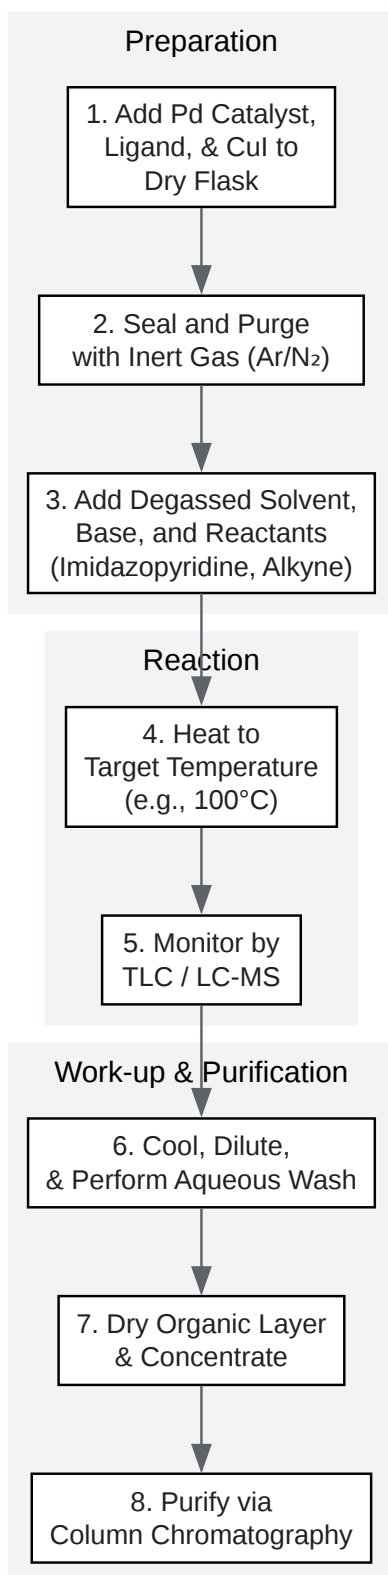 Preparation
1. Add Pd Catalyst,
Ligand, & CuI to
Dry Flask
2. Seal and Purge
with Inert Gas (Ar/N₂)
3. Add Degassed Solvent,
Base, and Reactants
(Imidazopyridine, Alkyne)
Reaction
4. Heat to
Target Temperature
(e.g., 100°C)
5. Monitor by
TLC / LC-MS
Work-up & Purification
6. Cool, Dilute,
& Perform Aqueous Wash
7. Dry Organic Layer
& Concentrate
8. Purify via
Column Chromatography